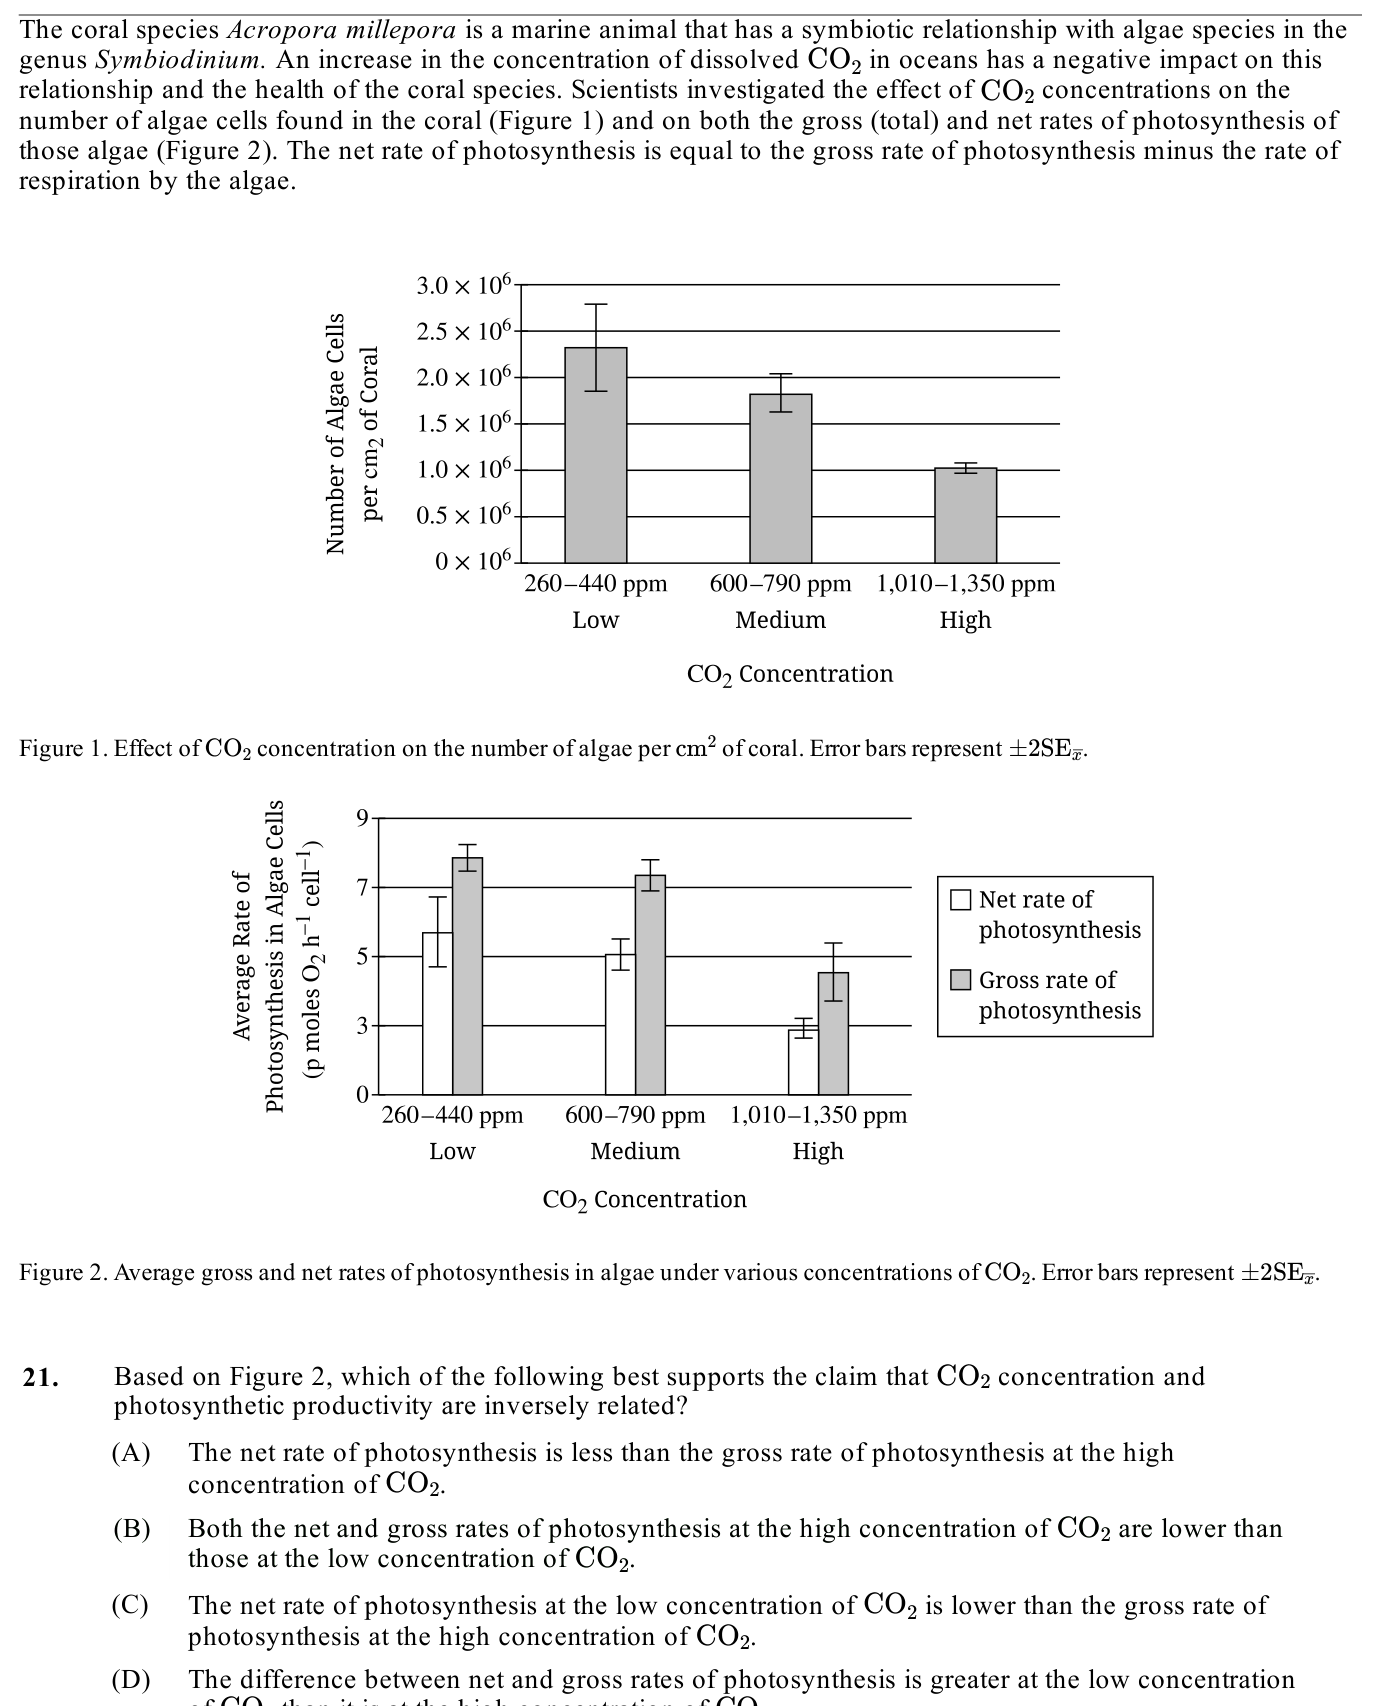 The coral species Acropora millepora is a marine animal that has a symbiotic relationship with algae species in the
genus Symbiodinium. An increase in the concentration of dissolved CO₂ in oceans has a negative impact on this
relationship and the health of the coral species. Scientists investigated the effect of CO₂ concentrations on the
number of algae cells found in the coral (Figure 1) and on both the gross (total) and net rates of photosynthesis of
those algae (Figure 2). The net rate of photosynthesis is equal to the gross rate of photosynthesis minus the rate of
respiration by the algae.
Number of Algae Cells
per cm₂ of Coral
3.0 × 10⁶
2.5 × 10⁶
2.0 × 10⁶
1.5 × 10⁶
1.0 × 10⁶
0.5 × 10⁶
0 × 10⁶
260–440 ppm 600–790 ppm 1,010–1,350 ppm
Low Medium High
CO₂ Concentration
Figure 1. Effect of CO₂ concentration on the number of algae per cm² of coral. Error bars represent ±2SE_x̅.
Average Rate of
Photosynthesis in Algae Cells
(p moles O₂ h⁻¹ cell⁻¹)
9
7
5
3
0
260–440 ppm 600–790 ppm 1,010–1,350 ppm
Low Medium High
CO₂ Concentration
Net rate of
photosynthesis
Gross rate of
photosynthesis
Figure 2. Average gross and net rates of photosynthesis in algae under various concentrations of CO₂. Error bars represent ±2SE_x̅.
21. Based on Figure 2, which of the following best supports the claim that CO₂ concentration and
photosynthetic productivity are inversely related?
(A) The net rate of photosynthesis is less than the gross rate of photosynthesis at the high
concentration of CO₂.
(B) Both the net and gross rates of photosynthesis at the high concentration of CO₂ are lower than
those at the low concentration of CO₂.
(C) The net rate of photosynthesis at the low concentration of CO₂ is lower than the gross rate of
photosynthesis at the high concentration of CO₂.
(D) The difference between net and gross rates of photosynthesis is greater at the low concentration